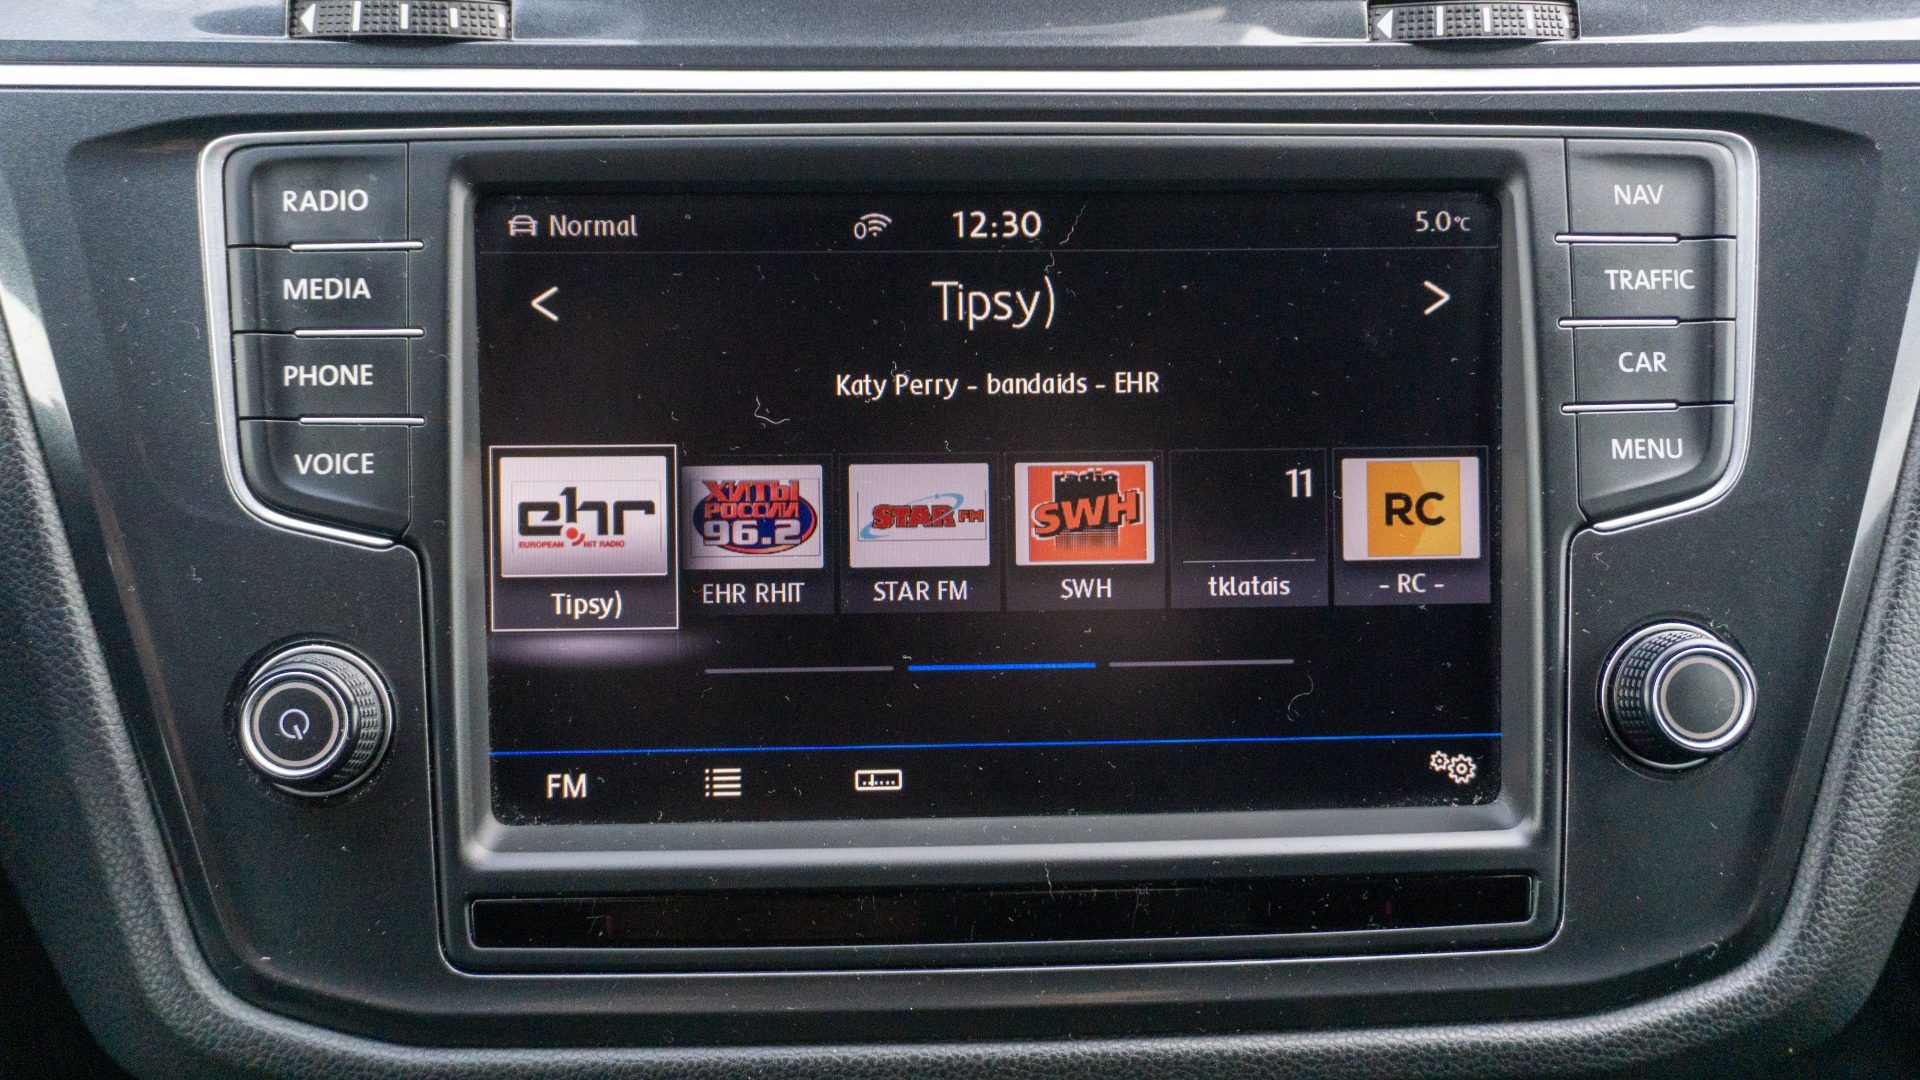 RADIO
MEDIA
PHONE
VOICE
NAV
TRAFFIC
CAR
MENU
Normal
0
12:30
5.0°C
< Tipsy) >
Katy Perry - bandaids - EHR
ehr
EUROPEAN HIT RADIO
Tipsy)
ХИТЫ
РОССИИ
96.2
EHR RHIT
STAR FM
STAR FM
radio
SWH
SWH
11
tklatais
RC
- RC -
FM